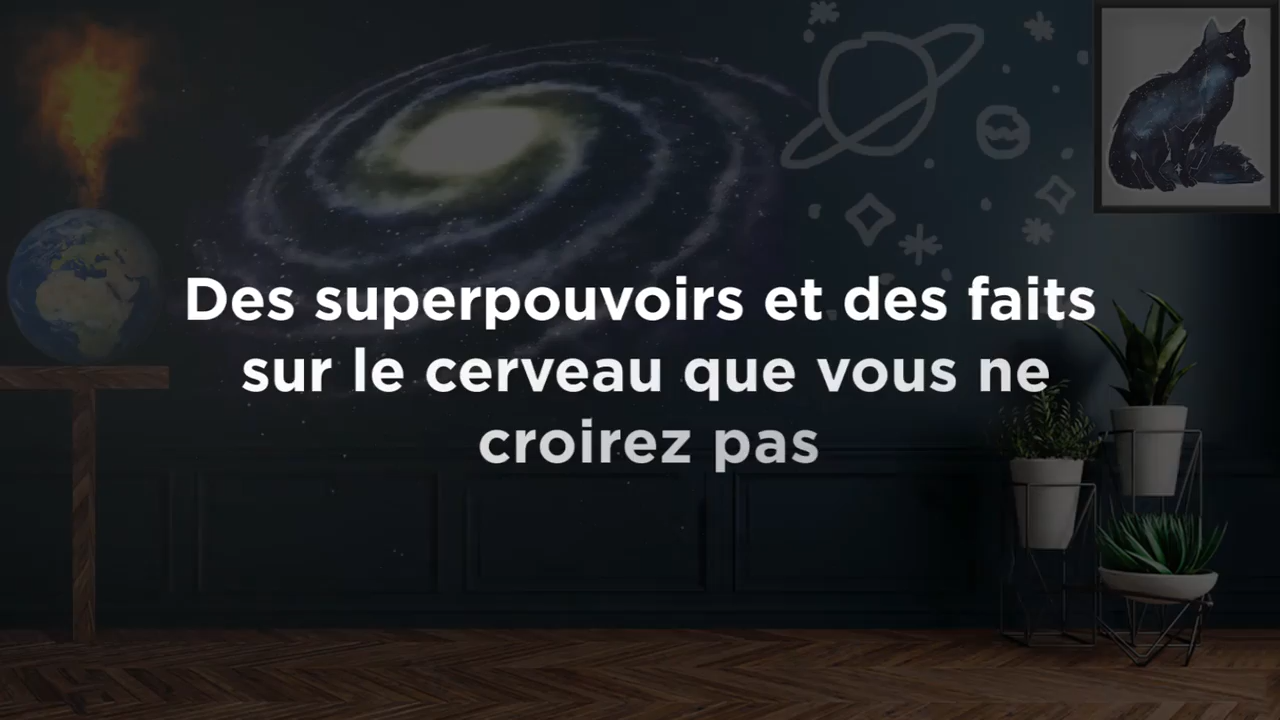 Des superpouvoirs et des faits
sur le cerveau que vous ne
croirez pas